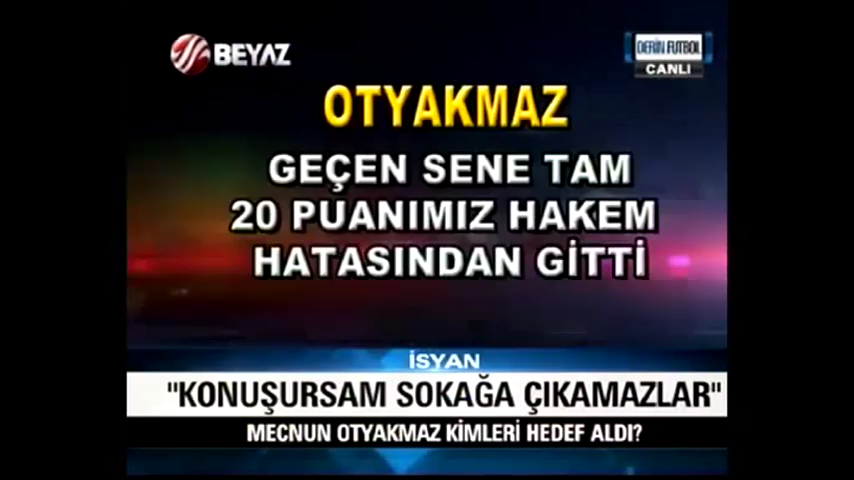 BEYAZ
DERİN FUTBOL
CANLI
OTYAKMAZ
GEÇEN SENE TAM
20 PUANIMIZ HAKEM
HATASINDAN GİTTİ
İSYAN
"KONUŞURSAM SOKAĞA ÇIKAMAZLAR"
MECNUN OTYAKMAZ KİMLERİ HEDEF ALDI?